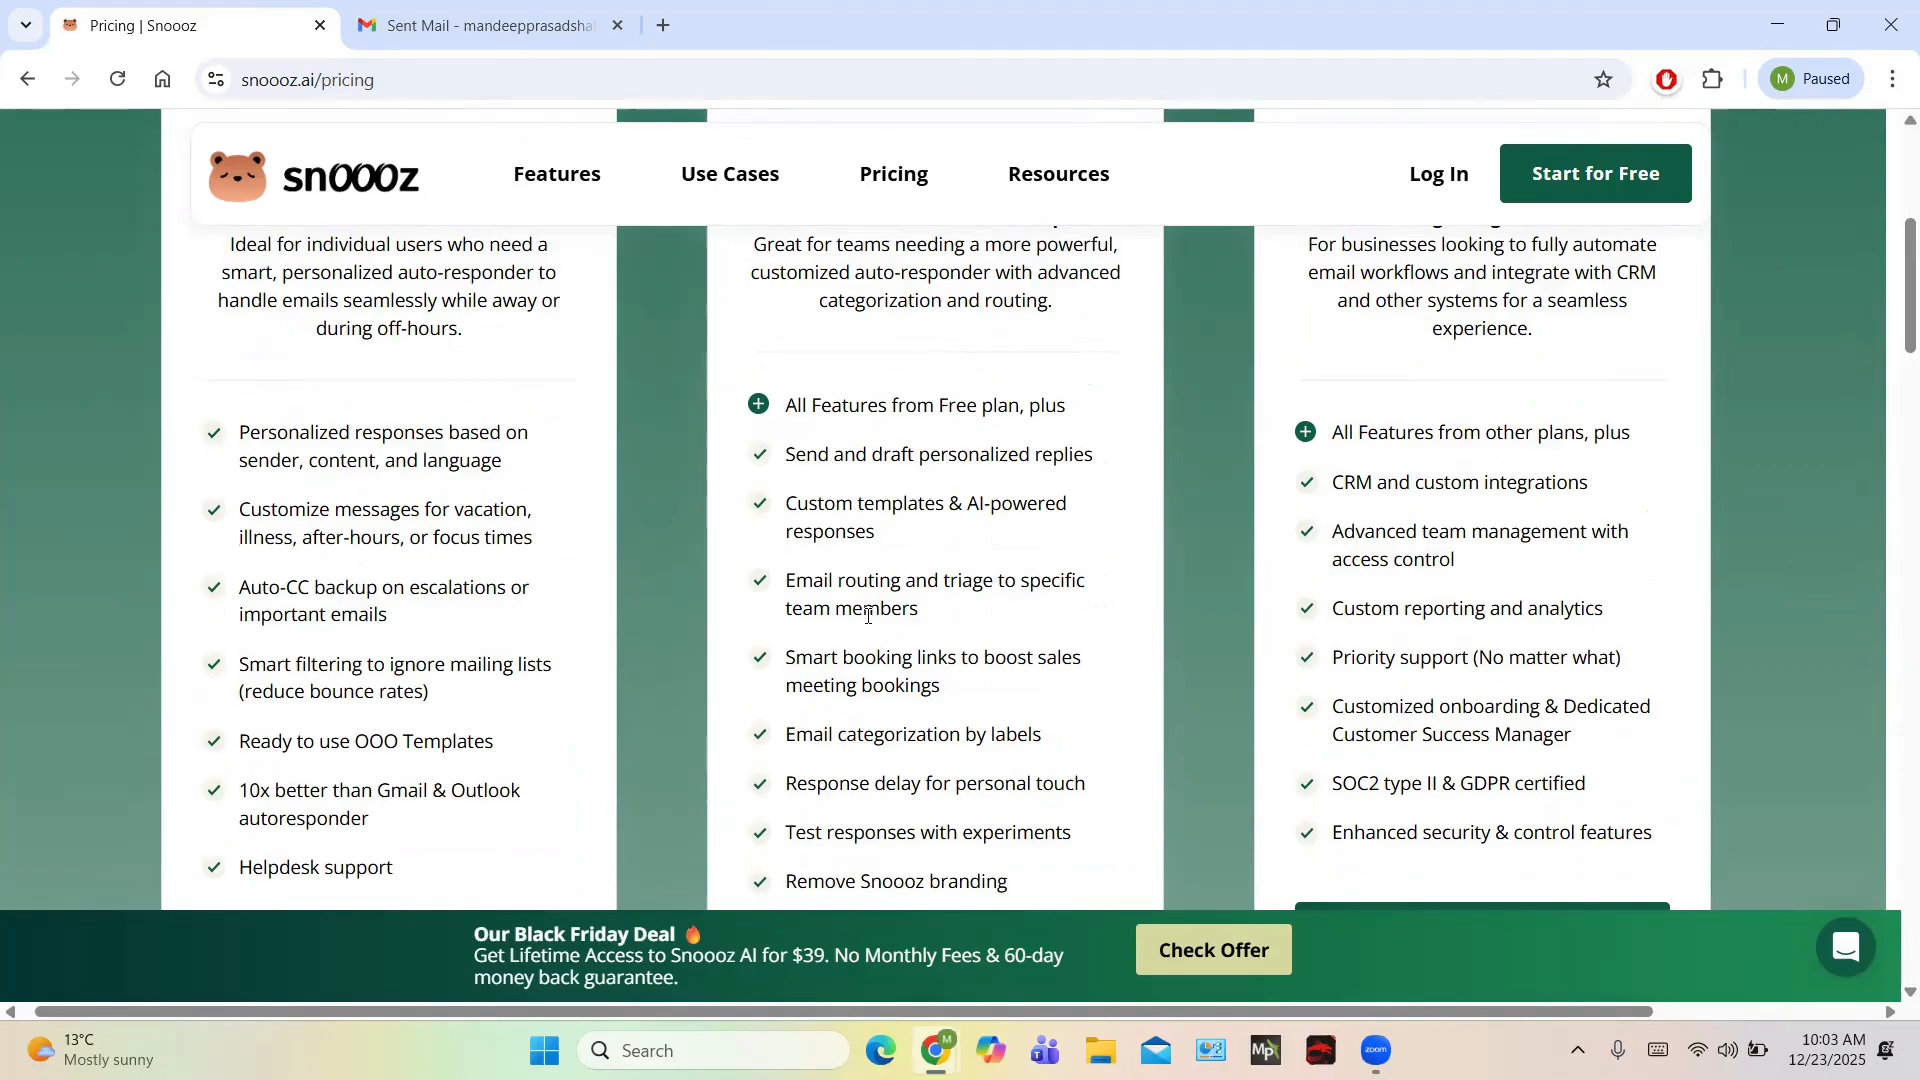 Pricing | Snoooz
Sent Mail - mandeepprasadsha
snoooz.ai/pricing
M Paused
snOOOz
Features
Use Cases
Pricing
Resources
Log In
Start for Free
Ideal for individual users who need a
smart, personalized auto-responder to
handle emails seamlessly while away or
during off-hours.
Personalized responses based on
sender, content, and language
Customize messages for vacation,
illness, after-hours, or focus times
Auto-CC backup on escalations or
important emails
Smart filtering to ignore mailing lists
(reduce bounce rates)
Ready to use OOO Templates
10x better than Gmail & Outlook
autoresponder
Helpdesk support
Great for teams needing a more powerful,
customized auto-responder with advanced
categorization and routing.
All Features from Free plan, plus
Send and draft personalized replies
Custom templates & AI-powered
responses
Email routing and triage to specific
team members
Smart booking links to boost sales
meeting bookings
Email categorization by labels
Response delay for personal touch
Test responses with experiments
Remove Snoooz branding
For businesses looking to fully automate
email workflows and integrate with CRM
and other systems for a seamless
experience.
All Features from other plans, plus
CRM and custom integrations
Advanced team management with
access control
Custom reporting and analytics
Priority support (No matter what)
Customized onboarding & Dedicated
Customer Success Manager
SOC2 type II & GDPR certified
Enhanced security & control features
Our Black Friday Deal 🔥
Get Lifetime Access to Snoooz AI for $39. No Monthly Fees & 60-day
money back guarantee.
Check Offer
13°C
Mostly sunny
Search
M
Mp
zoom
10:03 AM
12/23/2025